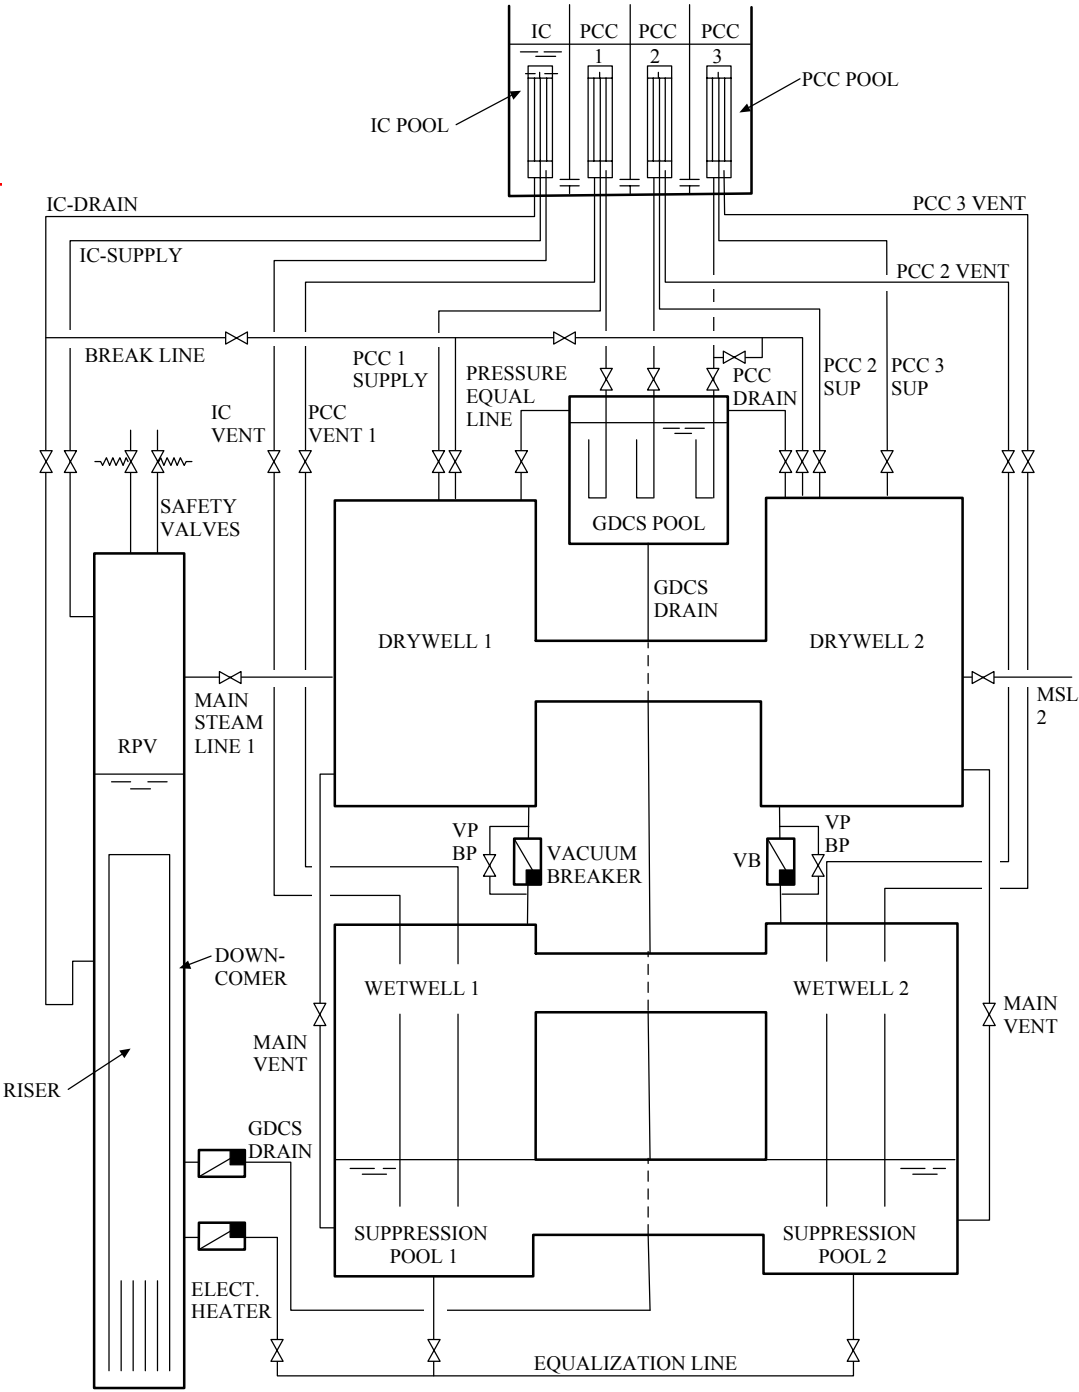 IC
PCC
PCC
PCC
1
2
3
PCC POOL
IC POOL
IC-DRAIN
PCC 3 VENT
IC-SUPPLY
PCC 2 VENT
BREAK LINE
PCC 1
SUPPLY
PRESSURE
EQUAL
LINE
PCC
DRAIN
PCC 2
SUP
PCC 3
SUP
IC
VENT
PCC
VENT 1
SAFETY
VALVES
GDCS POOL
GDCS
DRAIN
DRYWELL 1
DRYWELL 2
MAIN
STEAM
LINE 1
MSL
2
RPV
VP
BP
VACUUM
BREAKER
VB
VP
BP
DOWN-
COMER
WETWELL 1
WETWELL 2
MAIN
VENT
MAIN
VENT
RISER
GDCS
DRAIN
SUPPRESSION
POOL 1
SUPPRESSION
POOL 2
ELECT.
HEATER
EQUALIZATION LINE